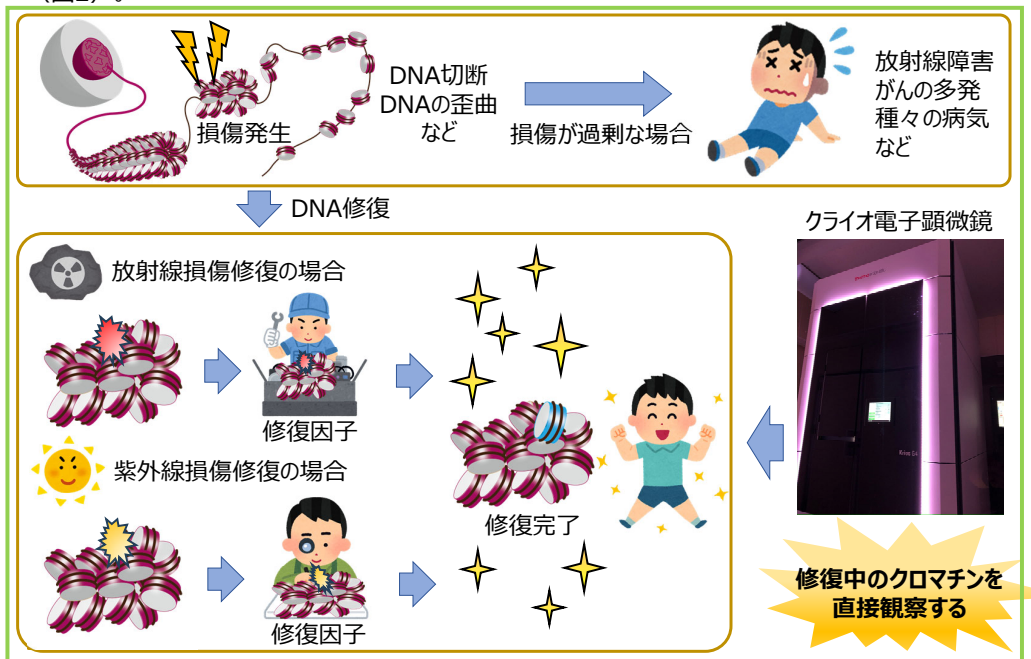 (図1)。
損傷発生
DNA切断
DNAの歪曲
など
損傷が過剰な場合
放射線障害
がんの多発
種々の病気
など
DNA修復
クライオ電子顕微鏡
放射線損傷修復の場合
修復因子
紫外線損傷修復の場合
修復因子
修復完了
修復中のクロマチンを
直接観察する